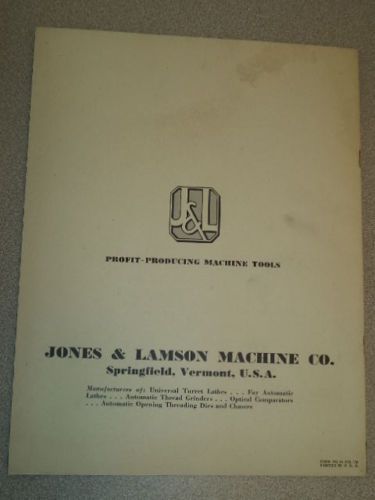 J&L
PROFIT-PRODUCING MACHINE TOOLS
JONES & LAMSON MACHINE CO.
Springfield, Vermont, U.S.A.
Manufacturers of: Universal Turret Lathes . . . Fay Automatic
Lathes . . . Automatic Thread Grinders . . . Optical Comparators
. . . Automatic Opening Threading Dies and Chasers